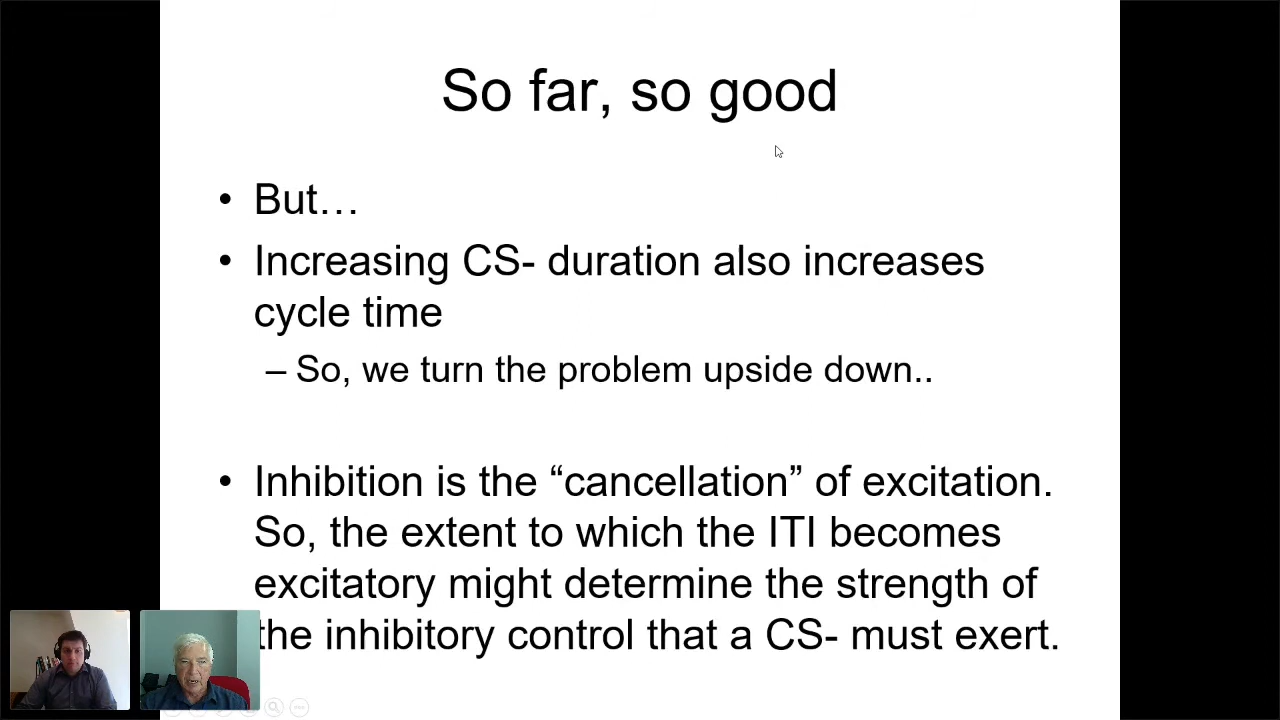 So far, so good
• But…
• Increasing CS- duration also increases
cycle time
– So, we turn the problem upside down..
• Inhibition is the “cancellation” of excitation.
So, the extent to which the ITI becomes
excitatory might determine the strength of
the inhibitory control that a CS- must exert.